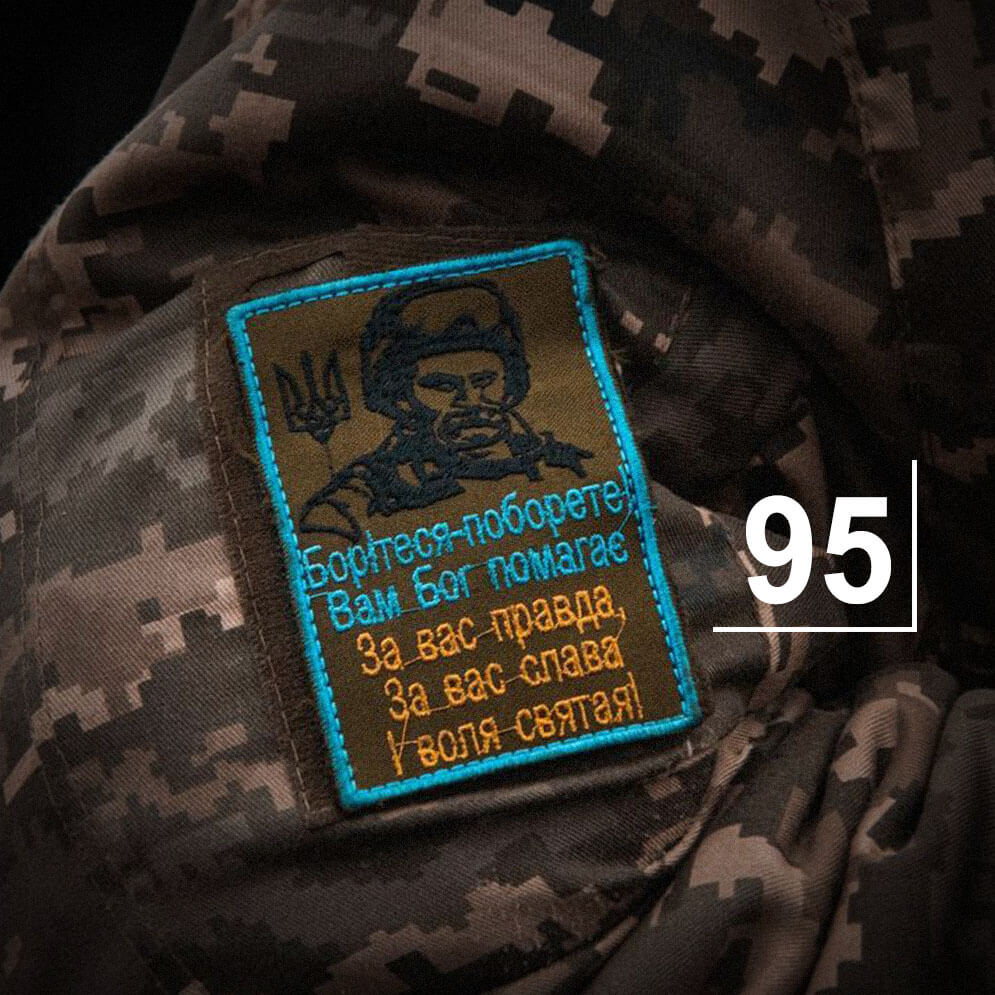 Борітеся-поборете!
Вам Бог помагає
За вас правда,
За вас слава
І воля святая!
95